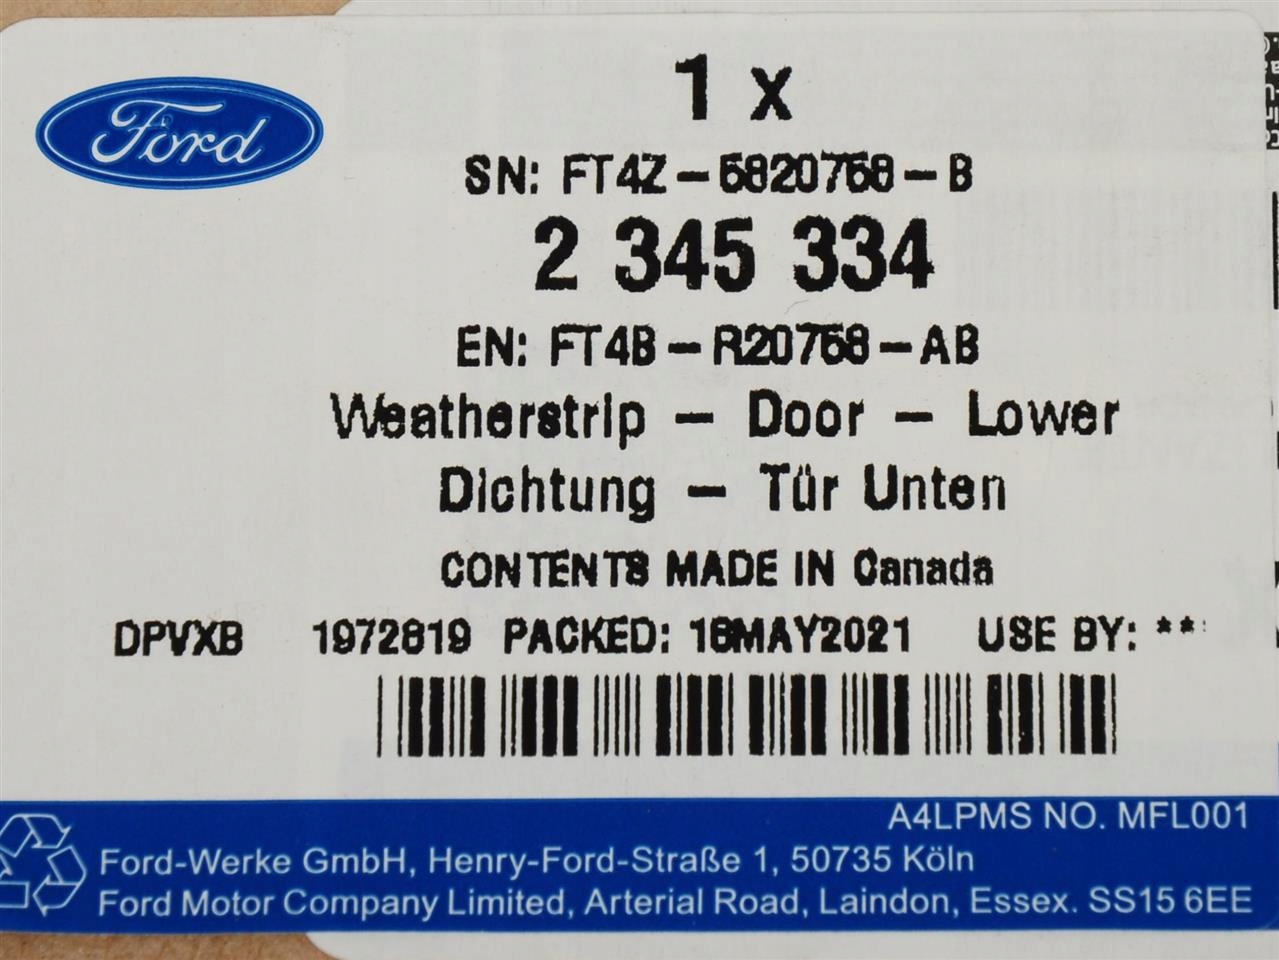 Ford
1 x
SN: FT4Z-5820758-B
2 345 334
EN: FT4B-R20758-AB
Weatherstrip - Door - Lower
Dichtung - Tür Unten
CONTENTS MADE IN Canada
DPVXB 1972819 PACKED: 18MAY2021 USE BY: **
A4LPMS NO. MFL001
Ford-Werke GmbH, Henry-Ford-Straße 1, 50735 Köln
Ford Motor Company Limited, Arterial Road, Laindon, Essex. SS15 6EE